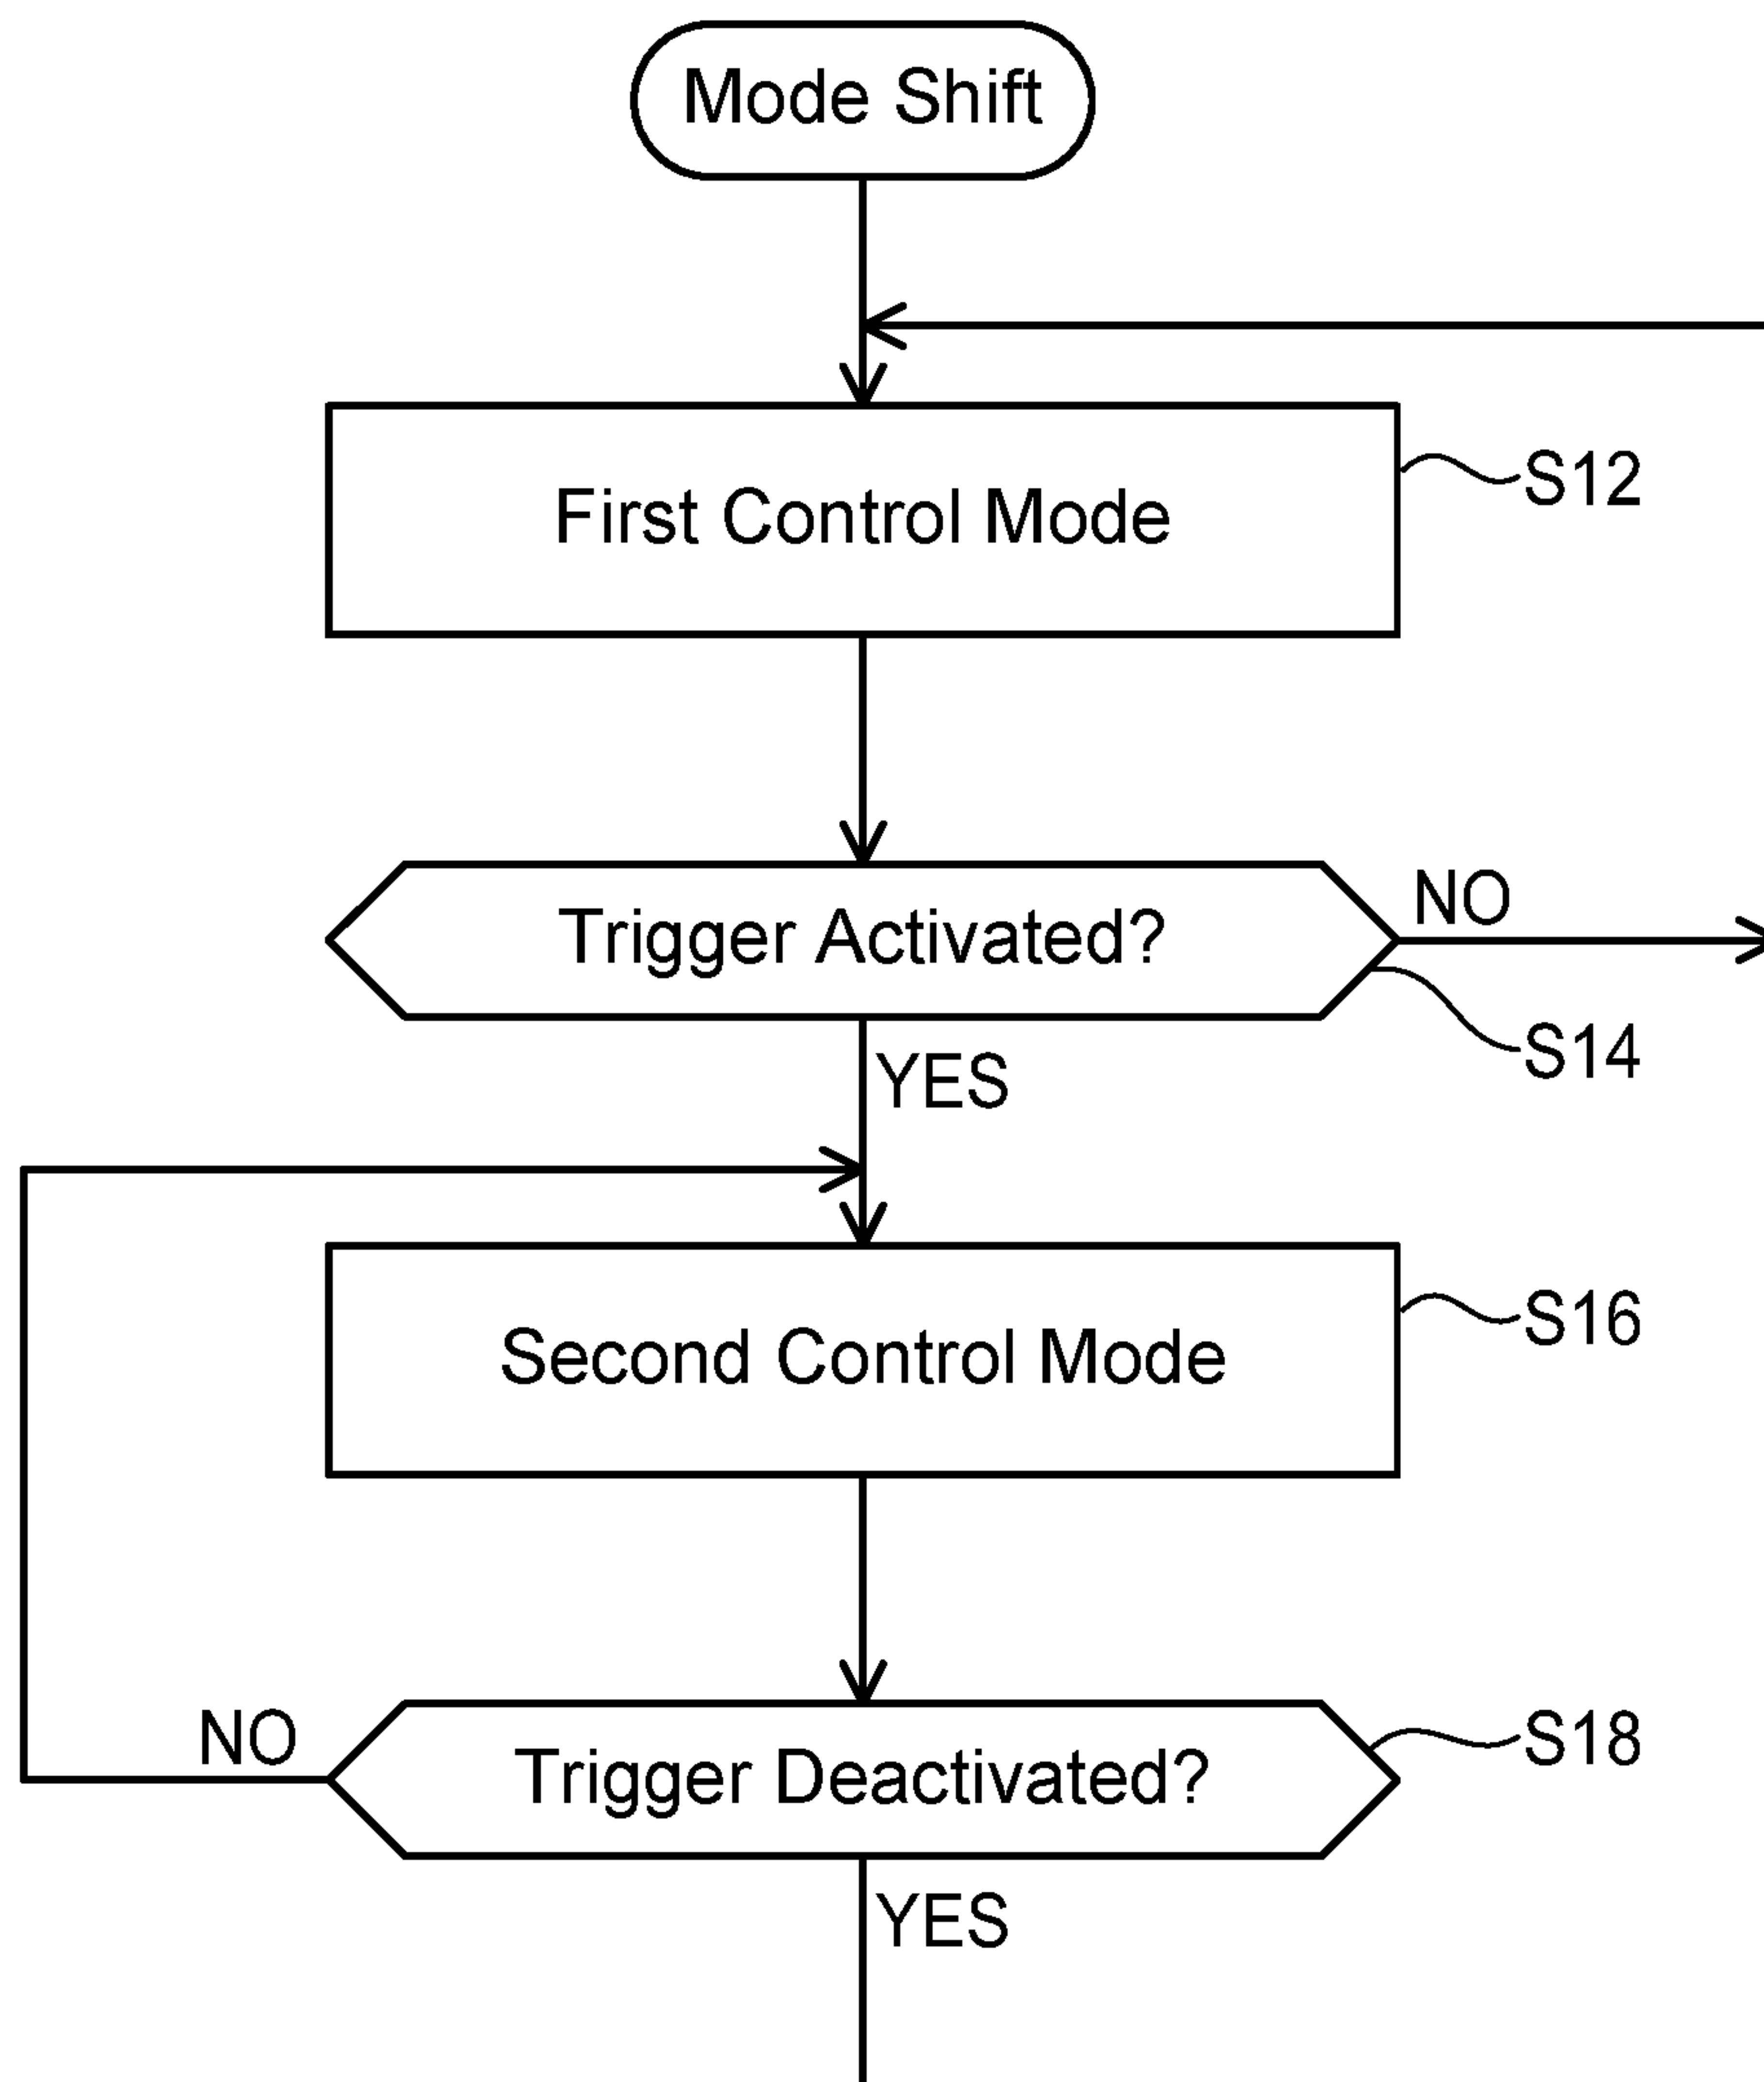 Mode Shift
First Control Mode
S12
Trigger Activated?
NO
S14
YES
Second Control Mode
S16
NO
Trigger Deactivated?
S18
YES